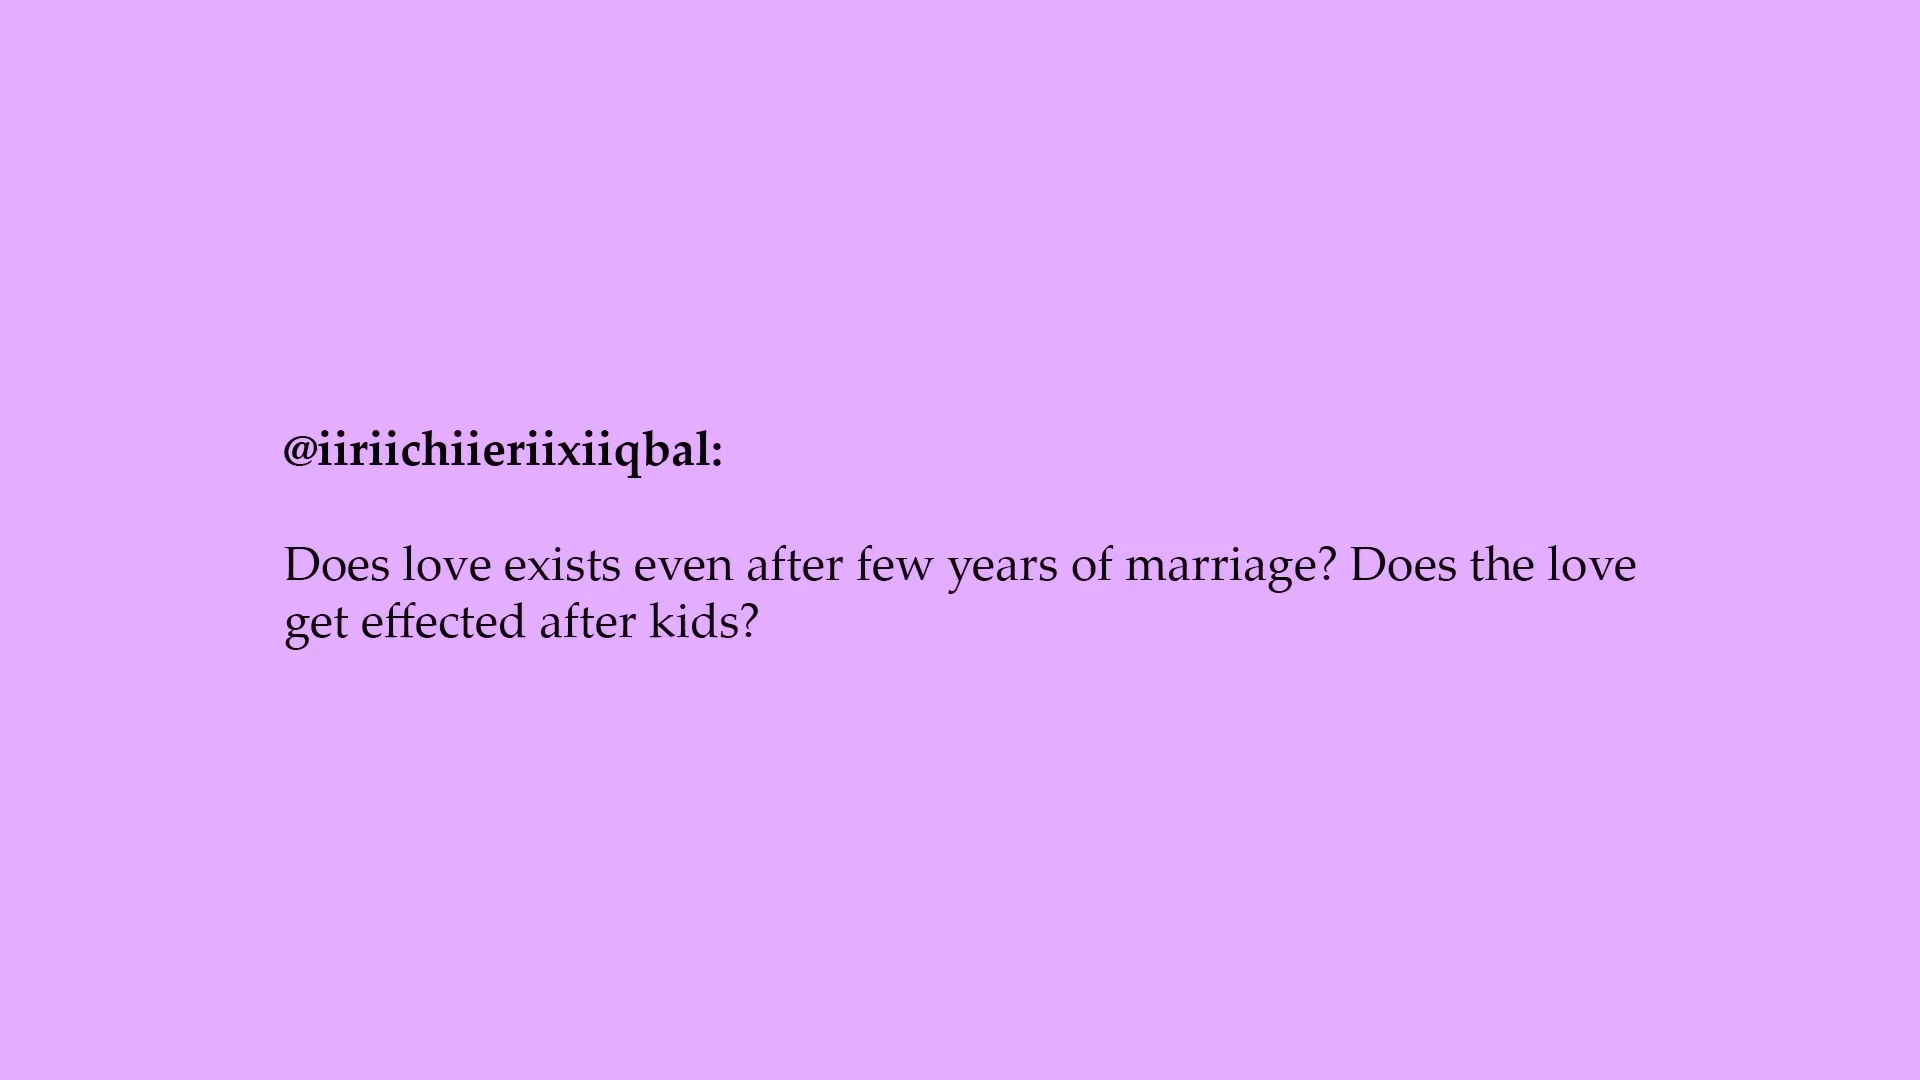 @iiriichiieriixiiqbal:
Does love exists even after few years of marriage? Does the love
get effected after kids?